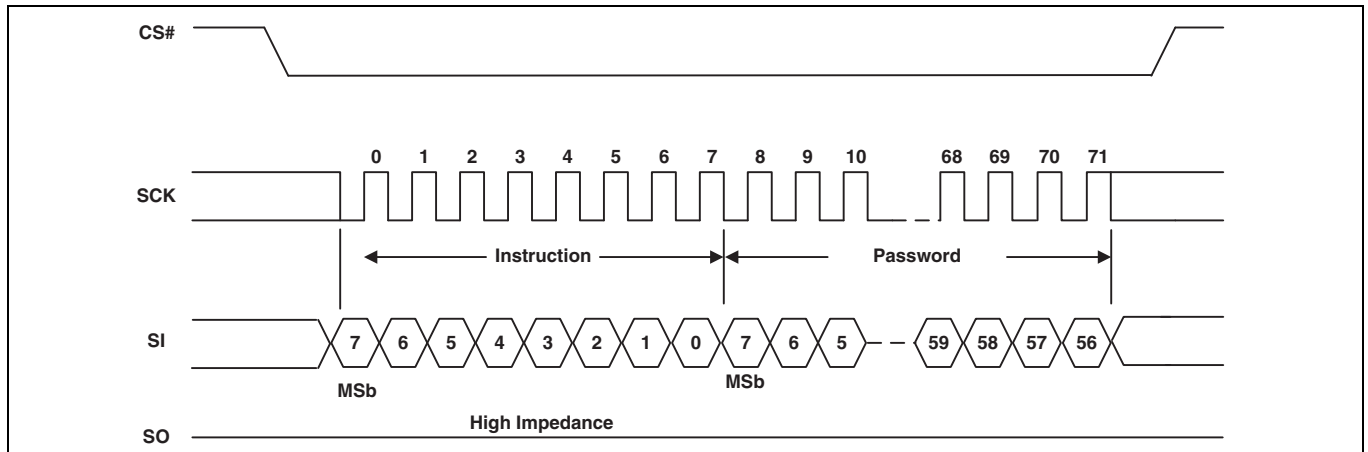 CS#
0 1 2 3 4 5 6 7 8 9 10 68 69 70 71
SCK
Instruction Password
SI 7 6 5 4 3 2 1 0 7 6 5 59 58 57 56
MSb MSb
High Impedance
SO